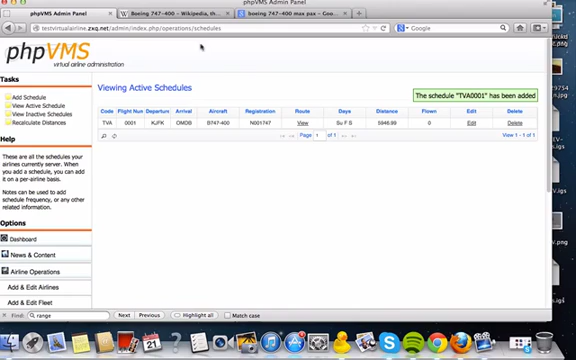 phpVMS Admin Panel
phpVMS Admin Panel
Boeing 747-400 - Wikipedia, th...
boeing 747-400 max pax - Goo...
testvirtualairline.zxq.net/admin/index.php/operations/schedules
Google
phpVMS
virtual airline administration
Tasks
Add Schedule
View Active Schedule
View Inactive Schedules
Recalculate Distances
Help
These are all the schedules your
airlines currently server. When
you add a schedule, you can add
it on a per-airline basis.
Notes can be used to add
schedule frequency, or any other
related information.
Options
Dashboard
News & Content
Airline Operations
Add & Edit Airlines
Add & Edit Fleet
Viewing Active Schedules
The schedule "TVA0001" has been added
Code Flight Num Departure Arrival Aircraft Registration Route Days Distance Flown Edit Delete
TVA 0001 KJFK OMDB B747-400 N001747 View Su F S 5946.99 0 Edit Delete
Page 1 of 1
View 1 - 1 of 1
Find: range
Next Previous Highlight all Match case
.igs
.png
.igs
21